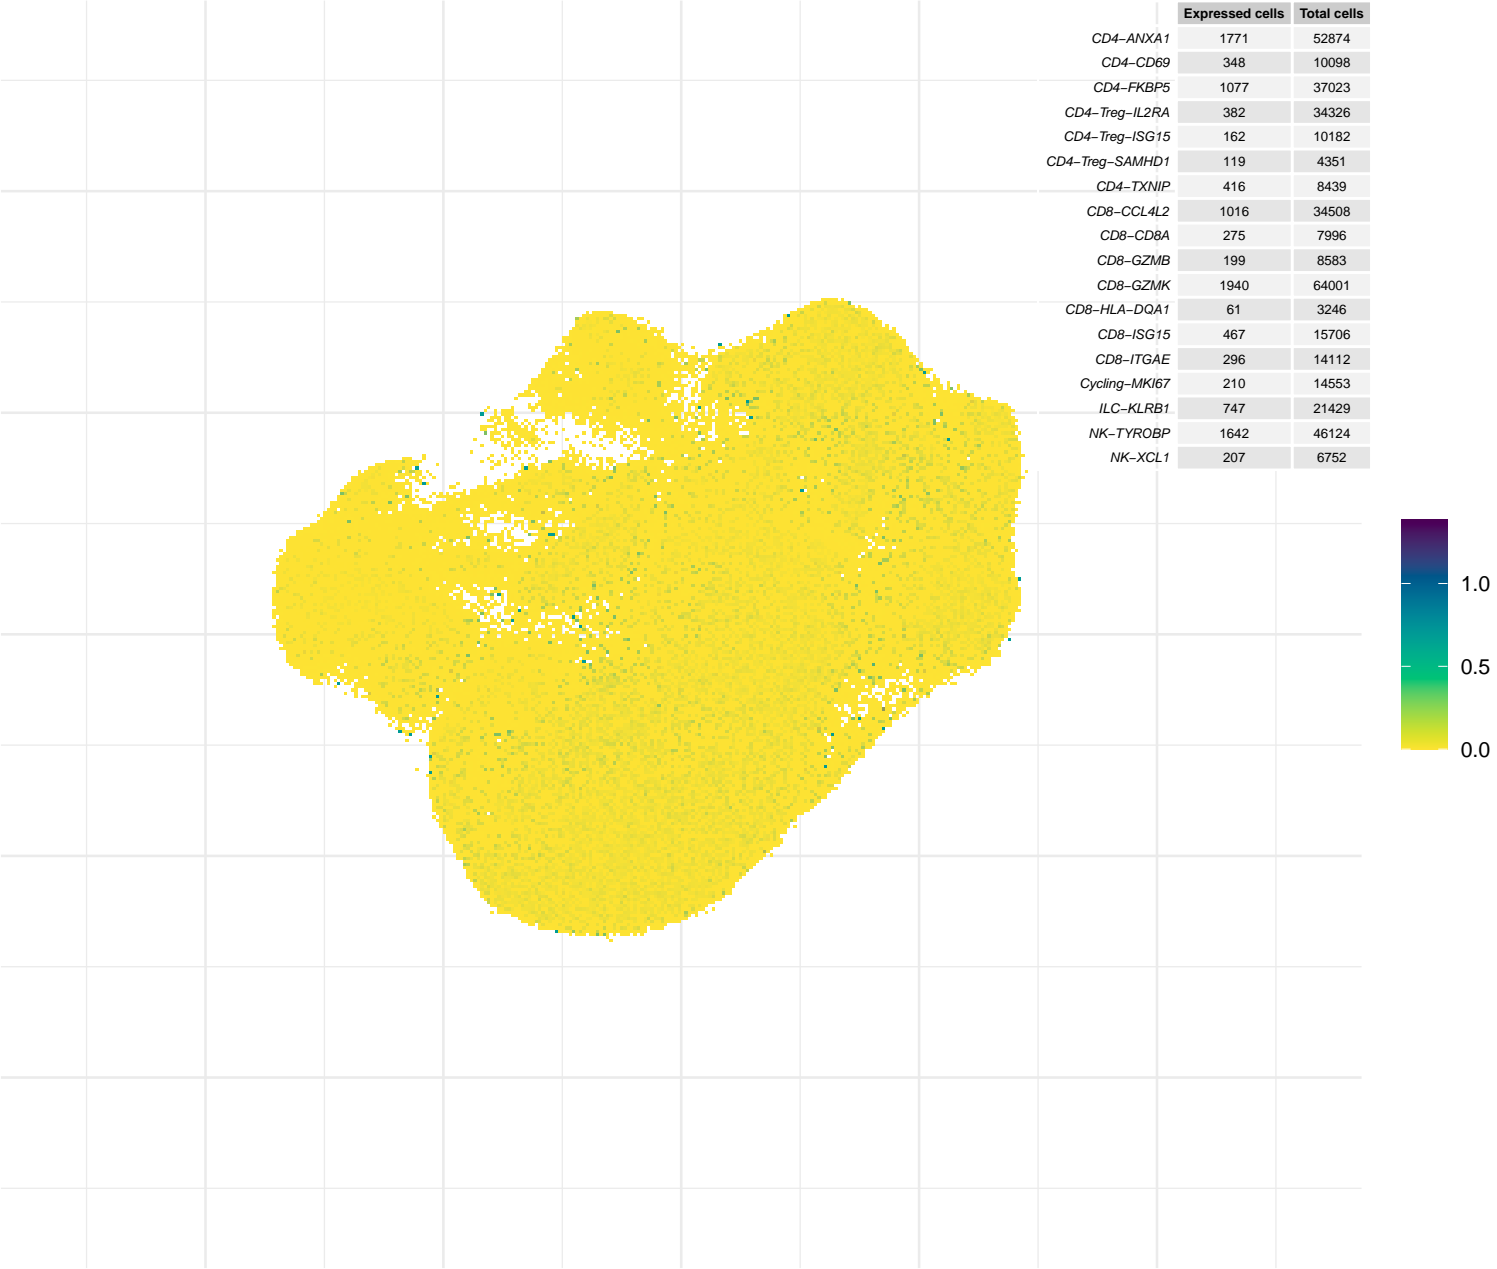 Expressed cells Total cells
CD4−ANXA1 1771 52874
CD4−CD69 348 10098
CD4−FKBP5 1077 37023
CD4−Treg−IL2RA 382 34326
CD4−Treg−ISG15 162 10182
CD4−Treg−SAMHD1 119 4351
CD4−TXNIP 416 8439
CD8−CCL4L2 1016 34508
CD8−CD8A 275 7996
CD8−GZMB 199 8583
CD8−GZMK 1940 64001
CD8−HLA−DQA1 61 3246
CD8−ISG15 467 15706
CD8−ITGAE 296 14112
Cycling−MKI67 210 14553
ILC−KLRB1 747 21429
NK−TYROBP 1642 46124
NK−XCL1 207 6752
1.0
0.5
0.0